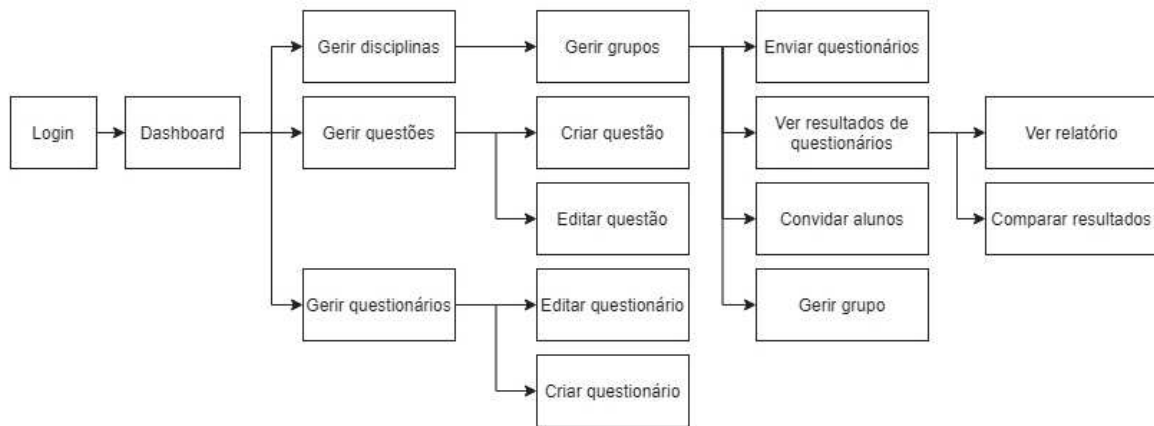 Gerir disciplinas
Gerir grupos
Enviar questionários
Login
Dashboard
Gerir questões
Criar questão
Ver resultados de
questionários
Ver relatório
Editar questão
Convidar alunos
Comparar resultados
Gerir questionários
Editar questionário
Gerir grupo
Criar questionário